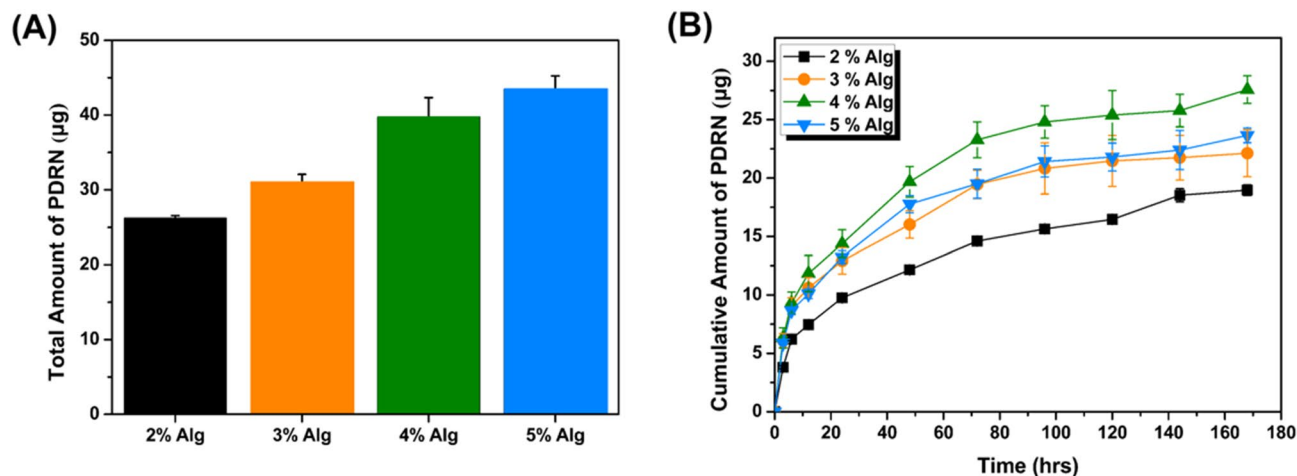 (A)
Total Amount of PDRN (µg)
50
40
30
20
10
0
2% Alg
3% Alg
4% Alg
5% Alg
(B)
Cumulative Amount of PDRN (µg)
30
25
20
15
10
5
0
2 % Alg
3 % Alg
4 % Alg
5 % Alg
0 20 40 60 80 100 120 140 160 180
Time (hrs)